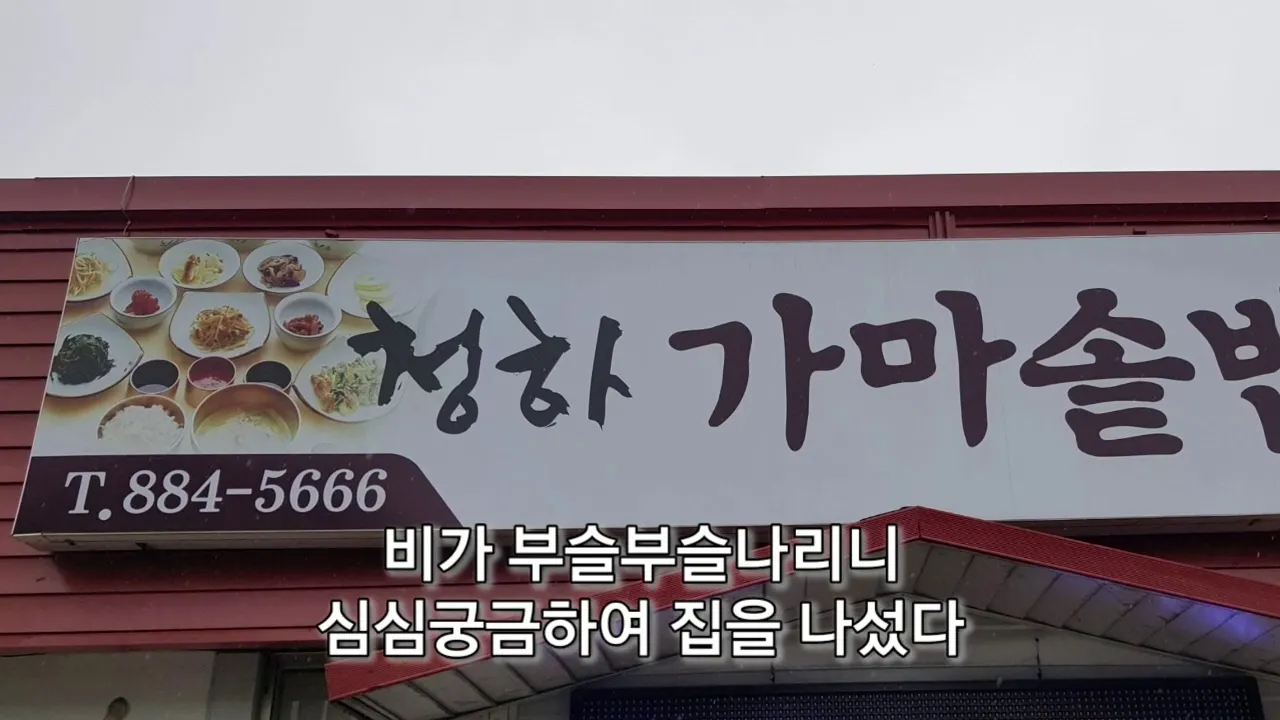 청하 가마솥밥
T.884-5666
비가 부슬부슬나리니
심심궁금하여 집을 나섰다